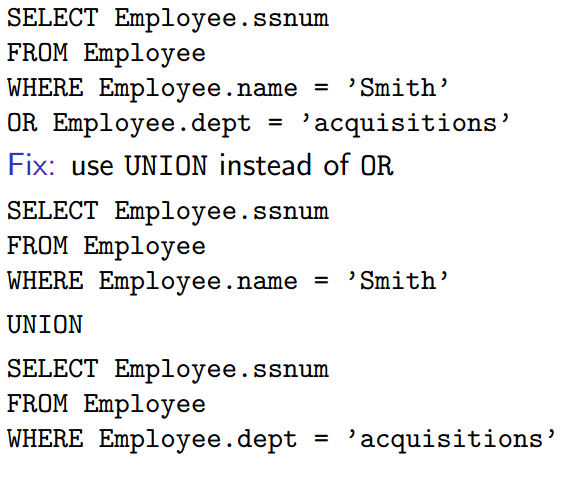 SELECT Employee.ssnum
FROM Employee
WHERE Employee.name = ’Smith’
OR Employee.dept = ’acquisitions’
Fix: use UNION instead of OR
SELECT Employee.ssnum
FROM Employee
WHERE Employee.name = ’Smith’
UNION
SELECT Employee.ssnum
FROM Employee
WHERE Employee.dept = ’acquisitions’